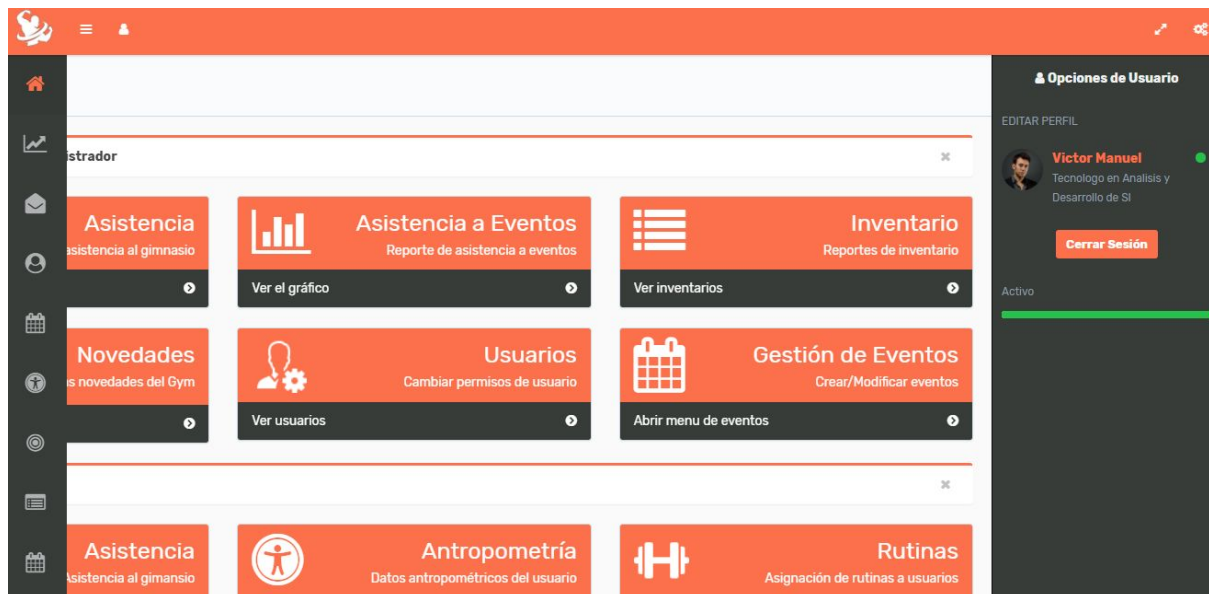 Opciones de Usuario
EDITAR PERFIL
Victor Manuel
Tecnologo en Analisis y
Desarrollo de SI
Cerrar Sesión
Activo
istrador
Asistencia
asistencia al gimnasio
Asistencia a Eventos
Reporte de asistencia a eventos
Ver el gráfico
Inventario
Reportes de inventario
Ver inventarios
Novedades
s novedades del Gym
Usuarios
Cambiar permisos de usuario
Ver usuarios
Gestión de Eventos
Crear/Modificar eventos
Abrir menu de eventos
Asistencia
Asistencia al gimansio
Antropometría
Datos antropométricos del usuario
Rutinas
Asignación de rutinas a usuarios